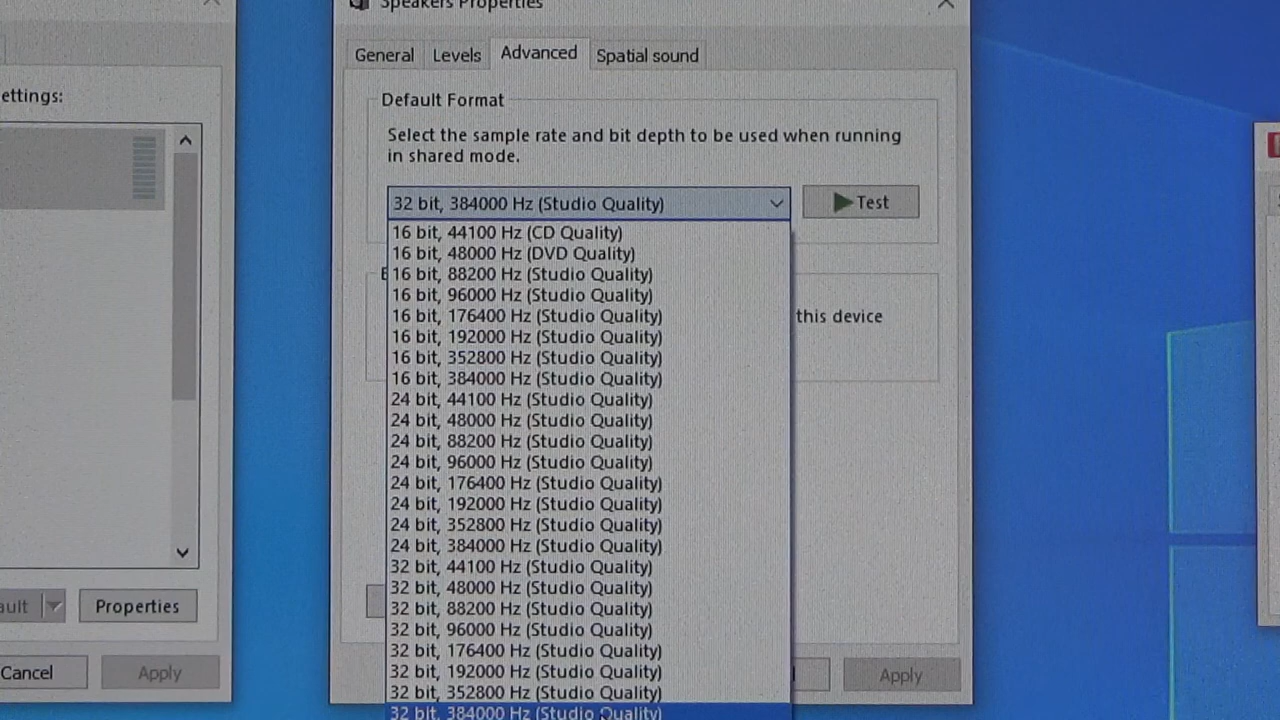 Speakers Properties
General
Levels
Advanced
Spatial sound
ettings:
Default Format
Select the sample rate and bit depth to be used when running
in shared mode.
32 bit, 384000 Hz (Studio Quality)
Test
16 bit, 44100 Hz (CD Quality)
16 bit, 48000 Hz (DVD Quality)
16 bit, 88200 Hz (Studio Quality)
16 bit, 96000 Hz (Studio Quality)
16 bit, 176400 Hz (Studio Quality)
this device
16 bit, 192000 Hz (Studio Quality)
16 bit, 352800 Hz (Studio Quality)
16 bit, 384000 Hz (Studio Quality)
24 bit, 44100 Hz (Studio Quality)
24 bit, 48000 Hz (Studio Quality)
24 bit, 88200 Hz (Studio Quality)
24 bit, 96000 Hz (Studio Quality)
24 bit, 176400 Hz (Studio Quality)
24 bit, 192000 Hz (Studio Quality)
24 bit, 352800 Hz (Studio Quality)
24 bit, 384000 Hz (Studio Quality)
32 bit, 44100 Hz (Studio Quality)
32 bit, 48000 Hz (Studio Quality)
32 bit, 88200 Hz (Studio Quality)
32 bit, 96000 Hz (Studio Quality)
32 bit, 176400 Hz (Studio Quality)
32 bit, 192000 Hz (Studio Quality)
32 bit, 352800 Hz (Studio Quality)
32 bit, 384000 Hz (Studio Quality)
ault
Properties
Cancel
Apply
Apply